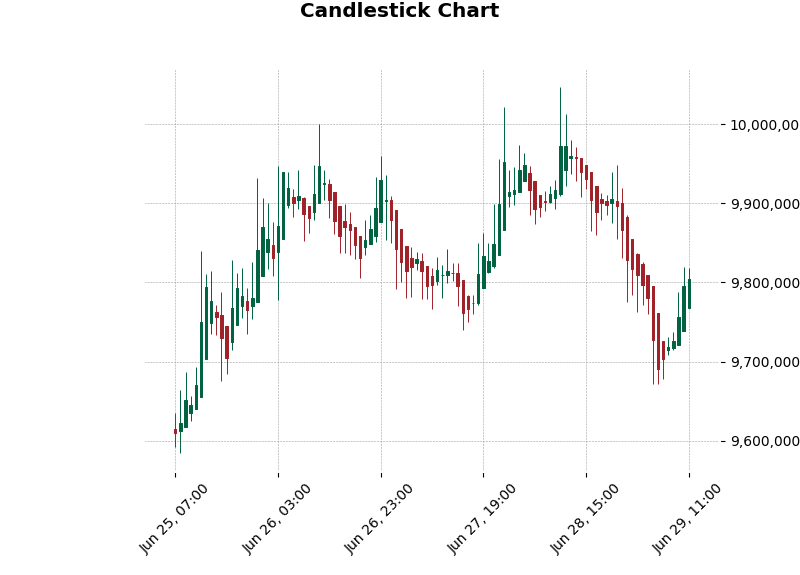 Candlestick Chart
10,000,00
9,900,000
9,800,000
9,700,000
9,600,000
Jun 25, 07:00
Jun 26, 03:00
Jun 26, 23:00
Jun 27, 19:00
Jun 28, 15:00
Jun 29, 11:00